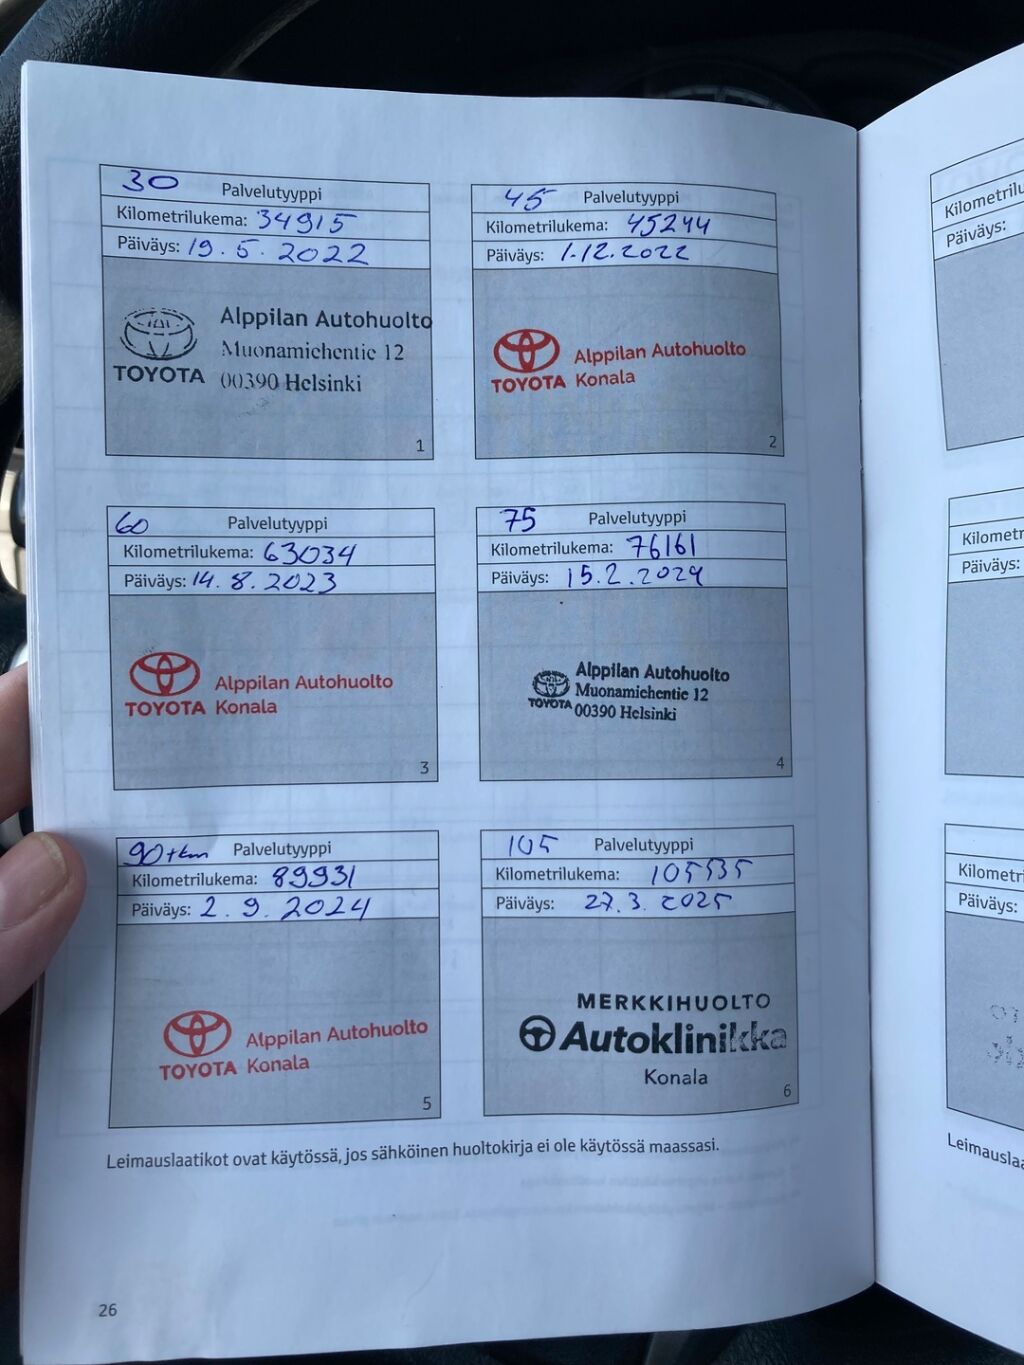 30 Palvelutyyppi
Kilometrilukema: 34915
Päiväys: 19.5.2022
TOYOTA
Alppilan Autohuolto
Muonamiehentie 12
00390 Helsinki
1
45 Palvelutyyppi
Kilometrilukema: 45244
Päiväys: 1.12.2022
TOYOTA
Alppilan Autohuolto
Konala
2
60 Palvelutyyppi
Kilometrilukema: 63034
Päiväys: 14.8.2023
TOYOTA
Alppilan Autohuolto
Konala
3
75 Palvelutyyppi
Kilometrilukema: 76161
Päiväys: 15.2.2024
TOYOTA
Alppilan Autohuolto
Muonamiehentie 12
00390 Helsinki
4
90tkm Palvelutyyppi
Kilometrilukema: 89931
Päiväys: 2.9.2024
TOYOTA
Alppilan Autohuolto
Konala
5
105 Palvelutyyppi
Kilometrilukema: 105535
Päiväys: 27.3.2025
MERKKIHUOLTO
Autoklinikka
Konala
6
Leimauslaatikot ovat käytössä, jos sähköinen huoltokirja ei ole käytössä maassasi.
26
Kilometrilu
Päiväys:
Kilometri
Päiväys:
Kilometri
Päiväys:
Leimausla